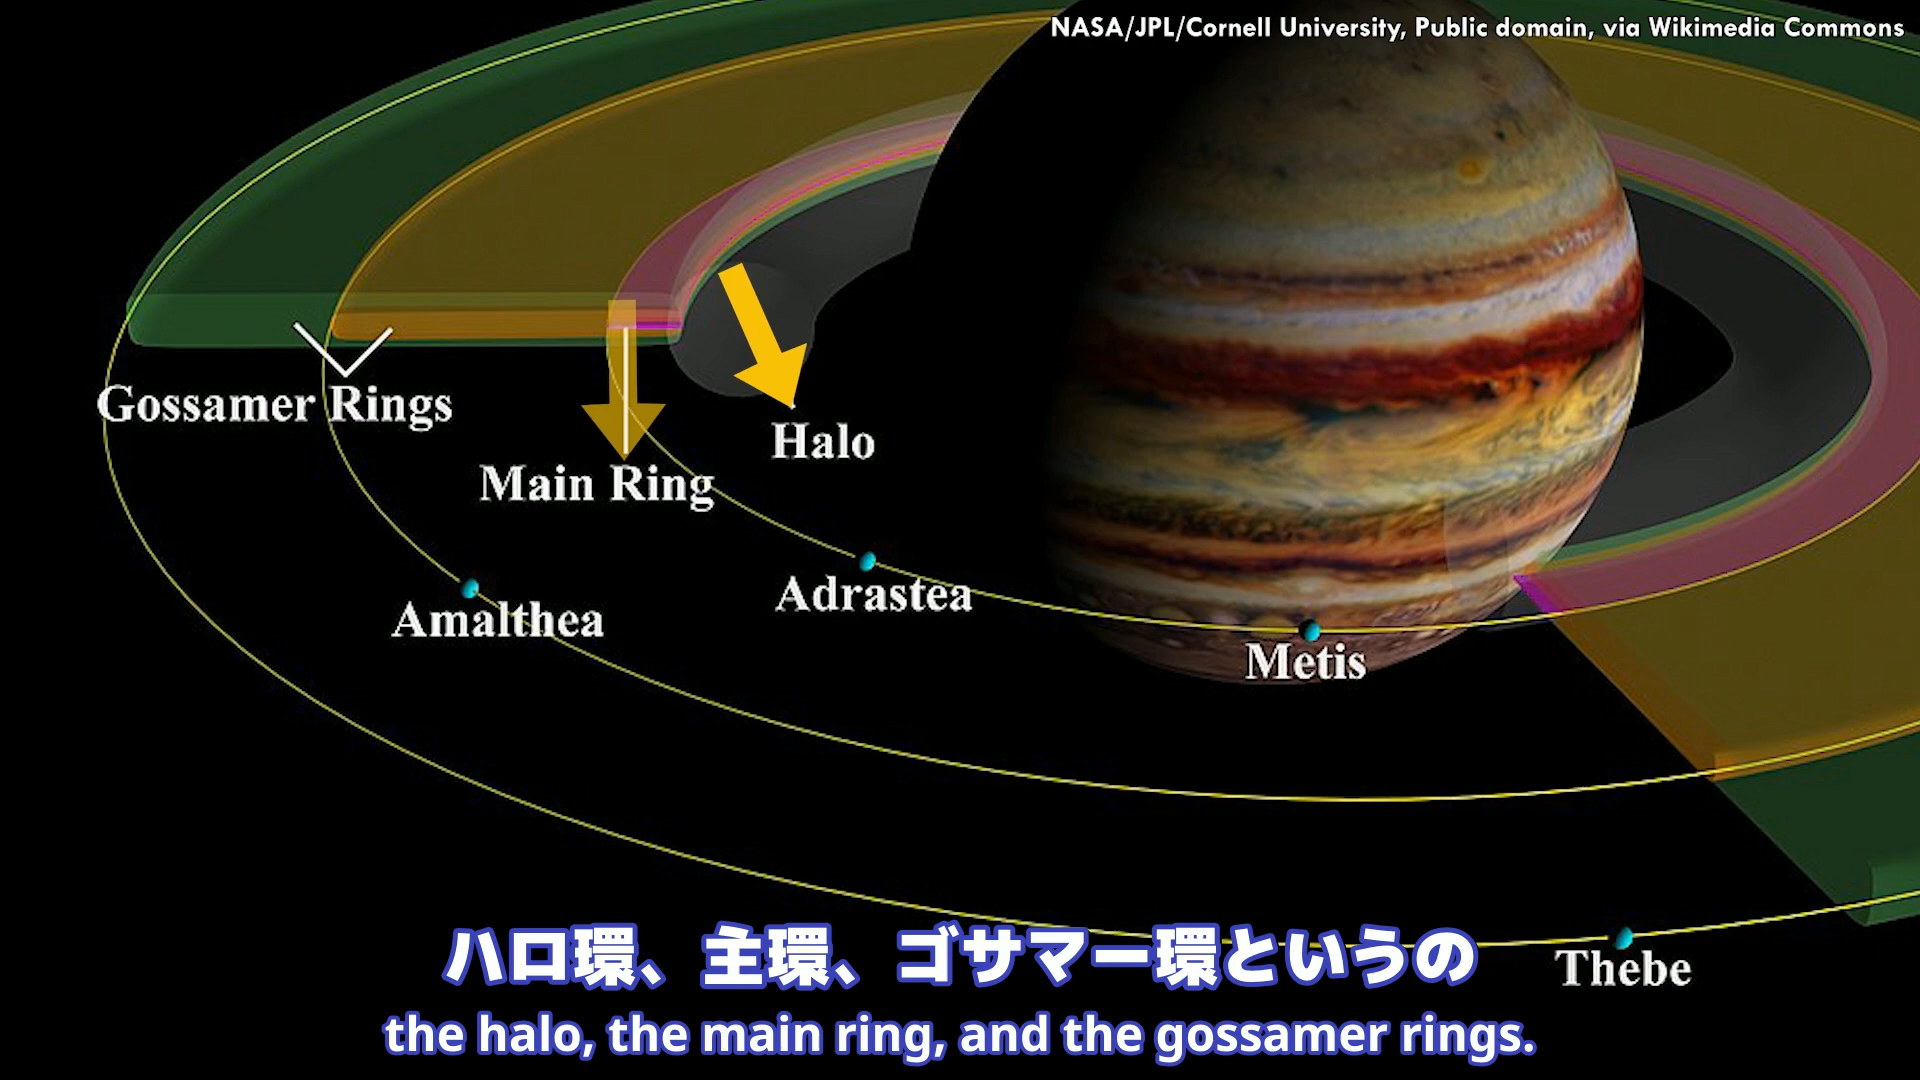 NASA/JPL/Cornell University, Public domain, via Wikimedia Commons
Gossamer Rings
Halo
Main Ring
Adrastea
Amalthea
Metis
Thebe
ハロ環、主環、ゴサマー環というの
the halo, the main ring, and the gossamer rings.